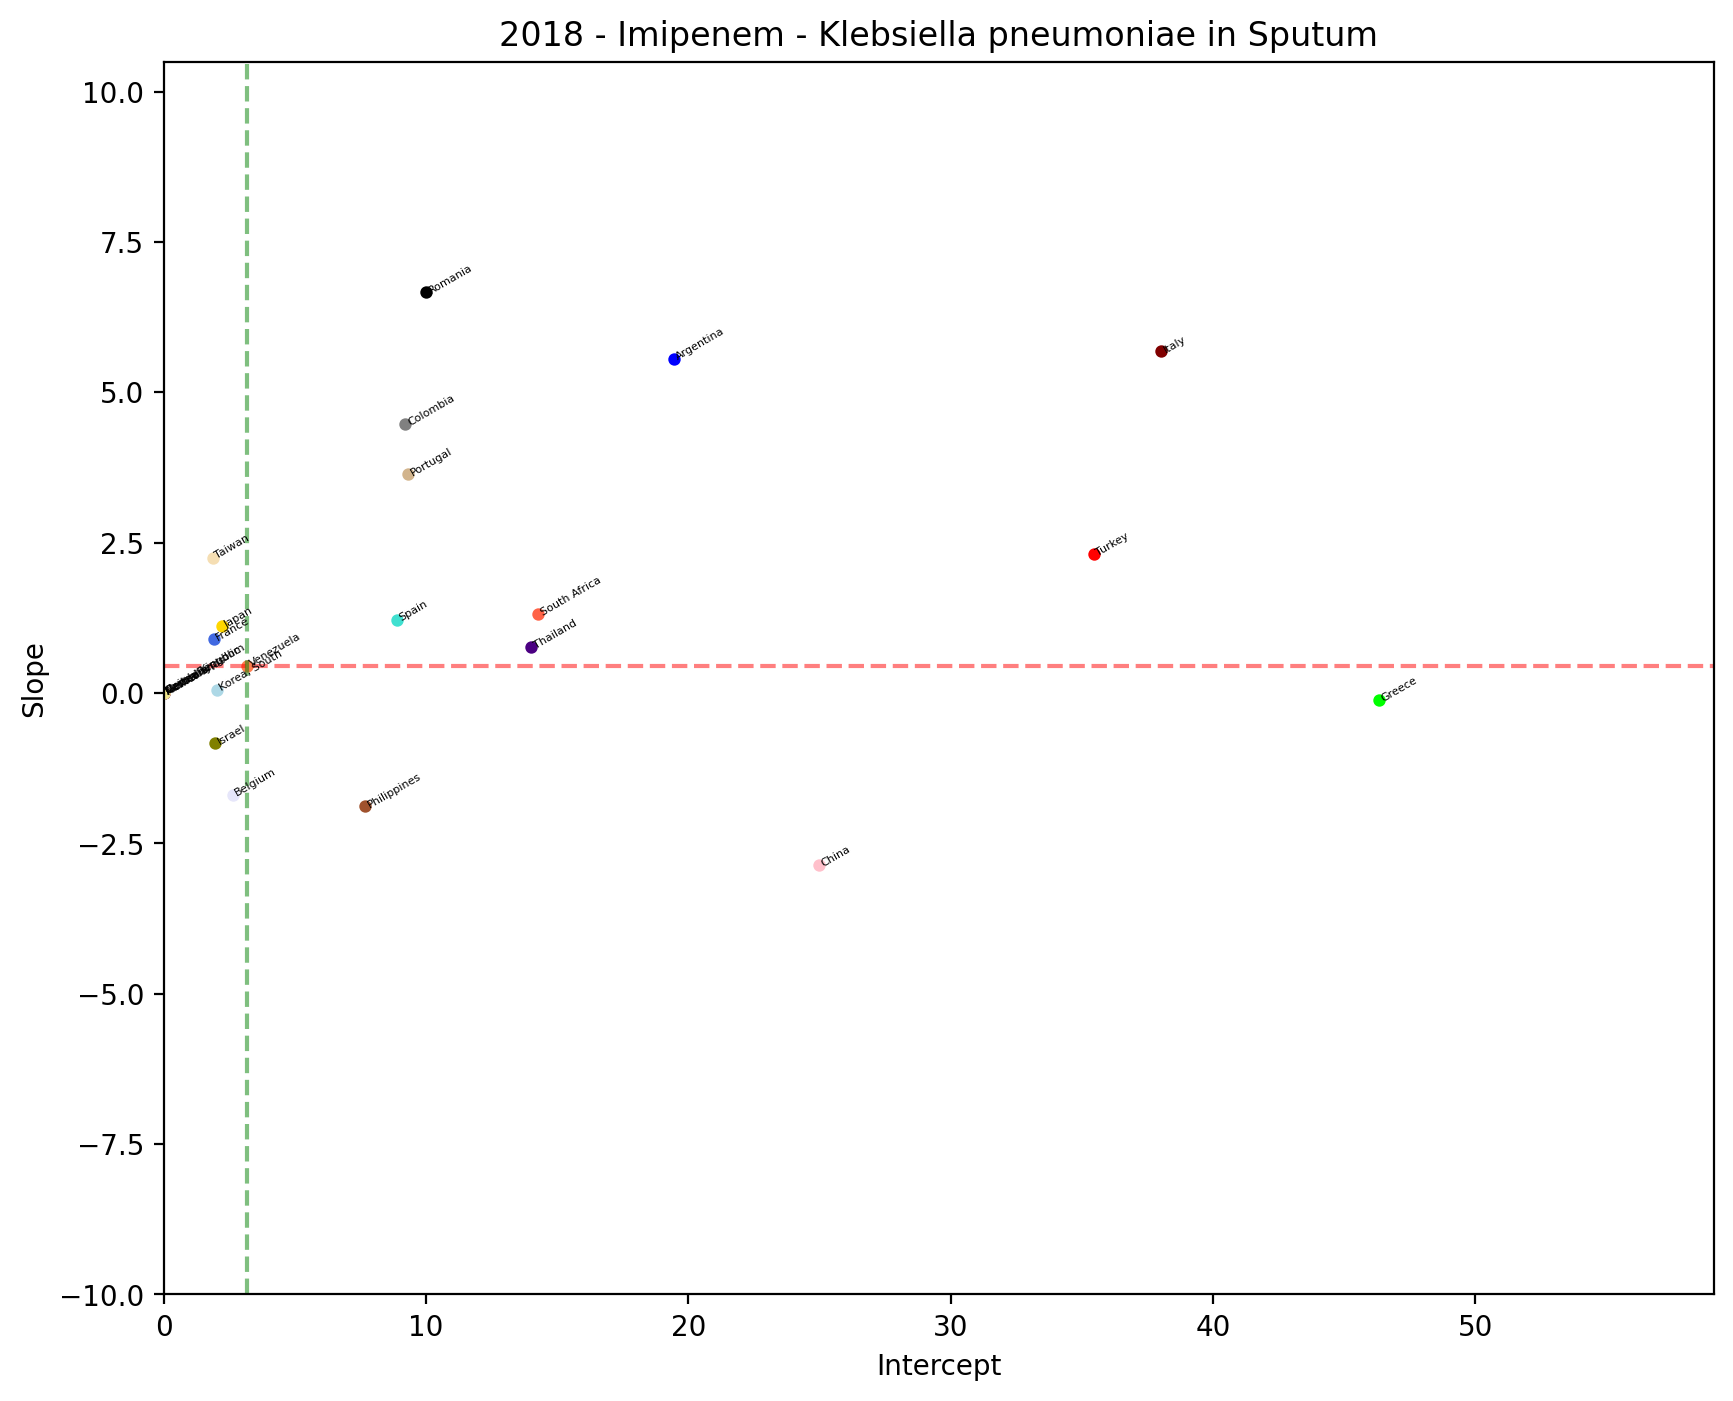 2018 - Imipenem - Klebsiella pneumoniae in Sputum
10.0
7.5
5.0
2.5
0.0
−2.5
−5.0
−7.5
−10.0
Slope
Romania
Argentina
Italy
Colombia
Portugal
Taiwan
Turkey
South Africa
Spain
Japan
France
Thailand
Venezuela
Korea, South
Greece
Israel
Belgium
Philippines
China
0
10
20
30
40
50
Intercept